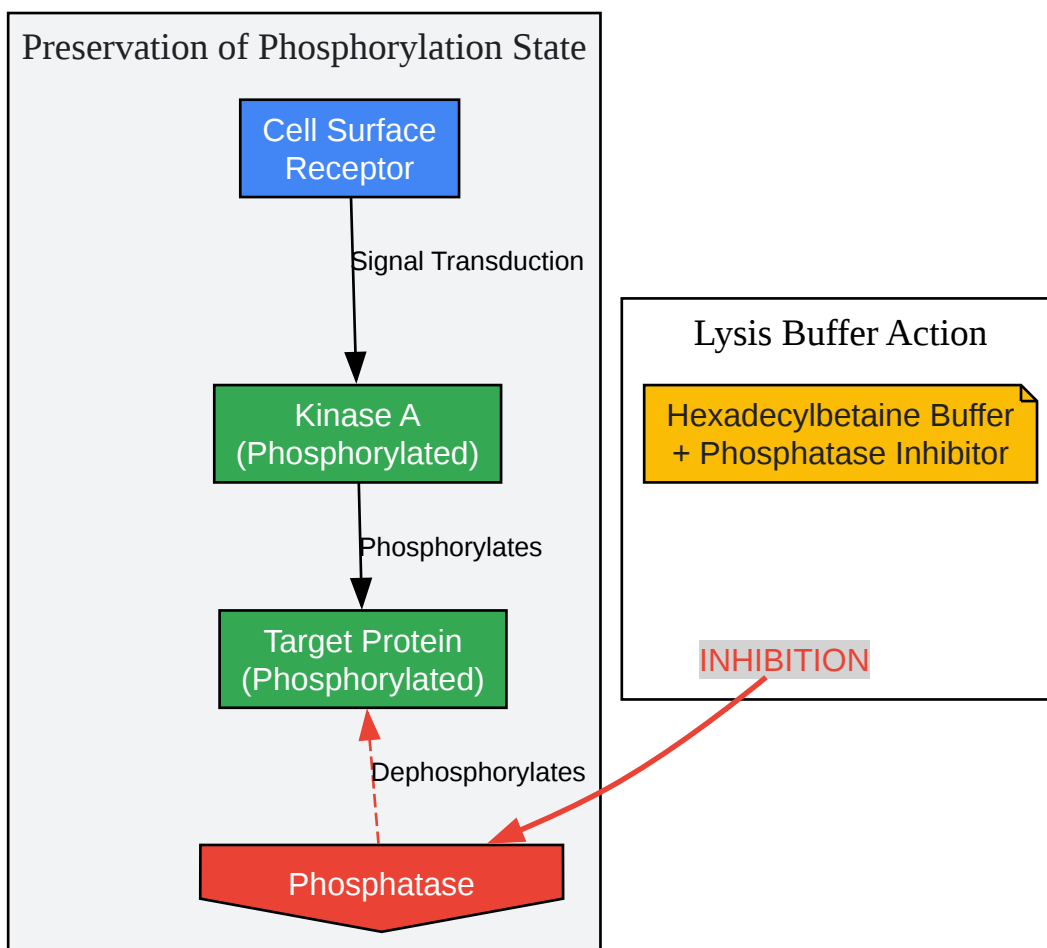 Preservation of Phosphorylation State
Cell Surface
Receptor
Signal Transduction
Kinase A
(Phosphorylated)
Phosphorylates
Target Protein
(Phosphorylated)
Dephosphorylates
Phosphatase
Lysis Buffer Action
Hexadecylbetaine Buffer
+ Phosphatase Inhibitor
INHIBITION